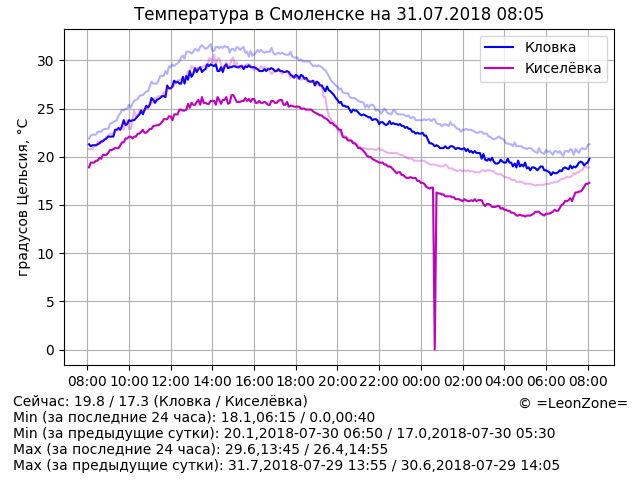 Температура в Смоленске на 31.07.2018 08:05
Кловка
Киселёвка
градусов Цельсия, °C
30
25
20
15
10
5
0
08:00 10:00 12:00 14:00 16:00 18:00 20:00 22:00 00:00 02:00 04:00 06:00 08:00
Сейчас: 19.8 / 17.3 (Кловка / Киселёвка)
© =LeonZone=
Min (за последние 24 часа): 18.1,06:15 / 0.0,00:40
Min (за предыдущие сутки): 20.1,2018-07-30 06:50 / 17.0,2018-07-30 05:30
Max (за последние 24 часа): 29.6,13:45 / 26.4,14:55
Max (за предыдущие сутки): 31.7,2018-07-29 13:55 / 30.6,2018-07-29 14:05